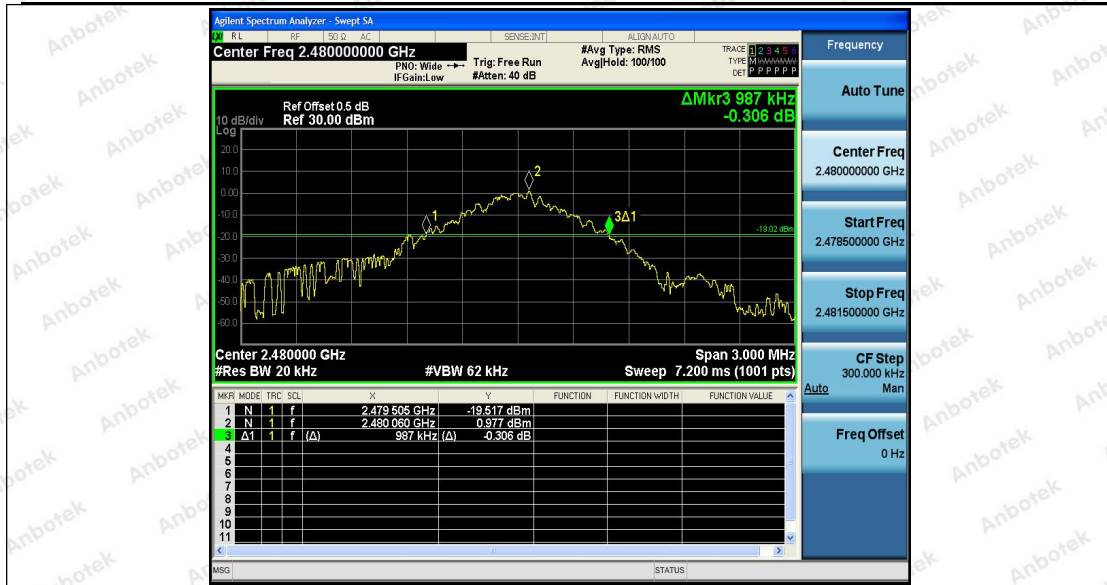 Agilent Spectrum Analyzer - Swept SA
RL RF 50 Ω AC SENSE:INT ALIGNAUTO
Center Freq 2.480000000 GHz
PNO: Wide
IFGain:Low
Trig: Free Run
#Atten: 40 dB
#Avg Type: RMS
Avg|Hold: 100/100
TRACE 1 2 3 4 5 6
TYPE M
DET P P P P P P
Ref Offset 0.5 dB
10 dB/div Ref 30.00 dBm
Log
ΔMkr3 987 kHz
-0.306 dB
20.0
10.0
0.00
-10.0
-20.0
-30.0
-40.0
-50.0
-60.0
1
2
3Δ1
-19.02 dBm
Center 2.480000 GHz Span 3.000 MHz
#Res BW 20 kHz #VBW 62 kHz Sweep 7.200 ms (1001 pts)
MKR MODE TRC SCL X Y FUNCTION FUNCTION WIDTH FUNCTION VALUE
1 N 1 f 2.479 505 GHz -19.517 dBm
2 N 1 f 2.480 060 GHz 0.977 dBm
3 Δ1 1 f (Δ) 987 kHz (Δ) -0.306 dB
4
5
6
7
8
9
10
11
MSG STATUS
Frequency
Auto Tune
Center Freq
2.480000000 GHz
Start Freq
2.478500000 GHz
Stop Freq
2.481500000 GHz
CF Step
300.000 kHz
Auto Man
Freq Offset
0 Hz
Anbotek